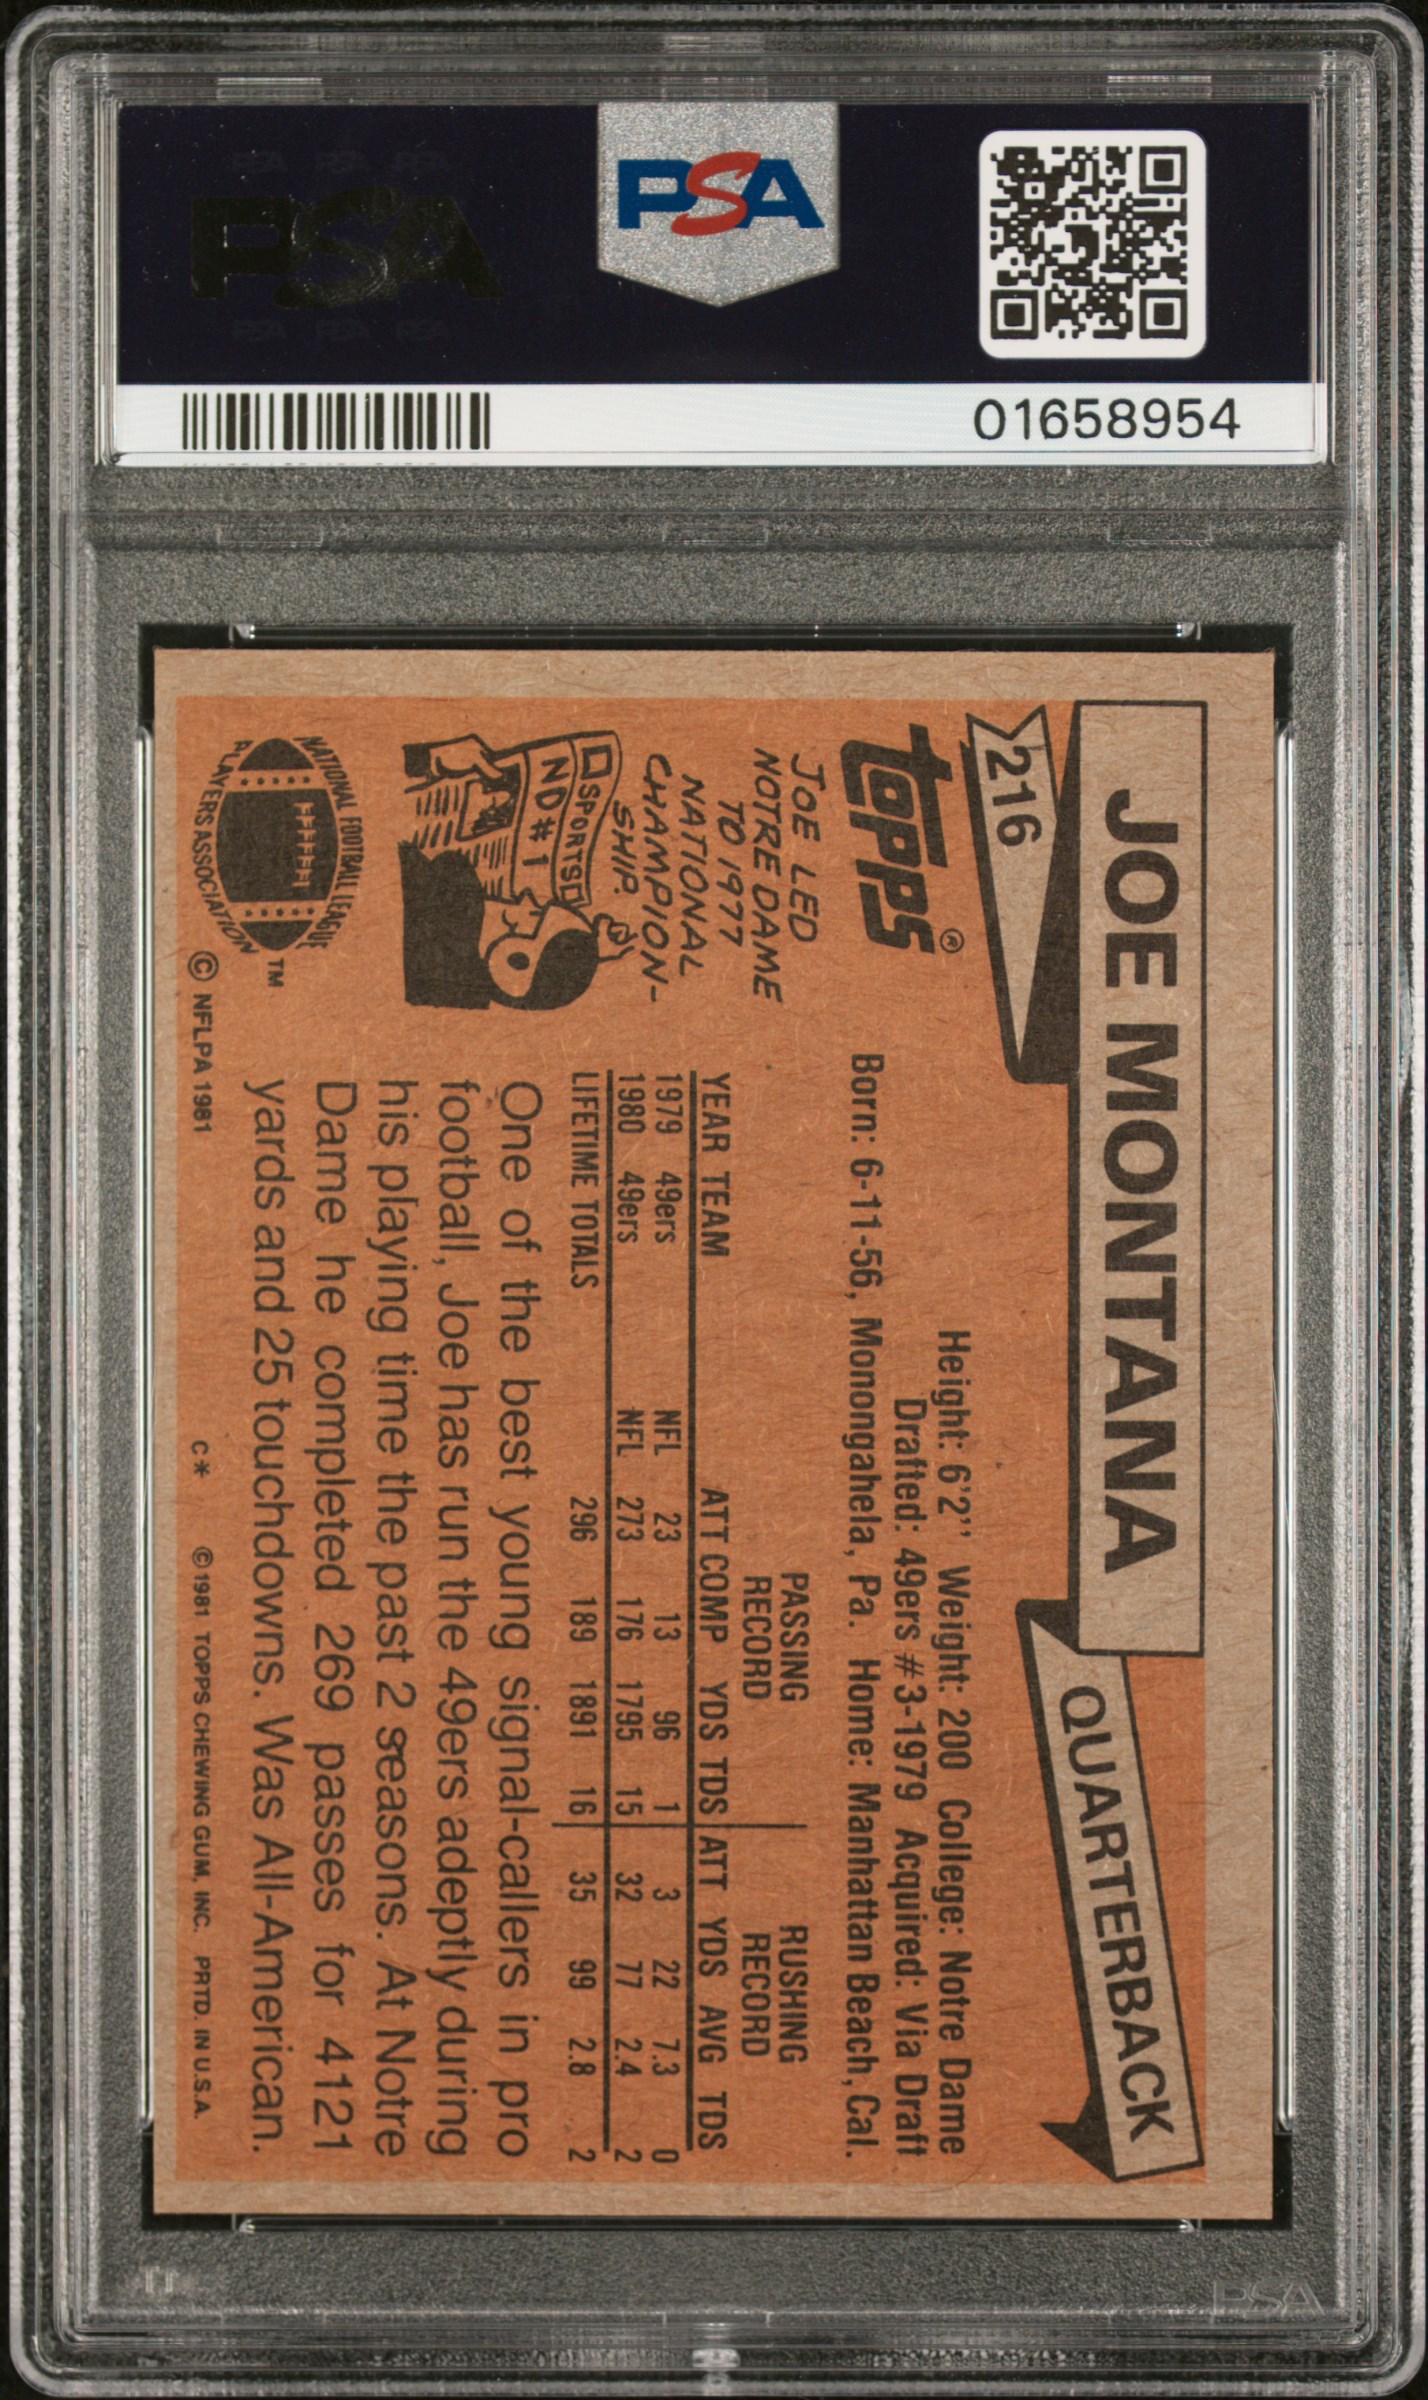 PSA
PSA PSA PSA
PSA
PSA PSA PSA
01658954
JOE MONTANA
QUARTERBACK
216
topps®
Height: 6'2" Weight: 200 College: Notre Dame
Drafted: 49ers #3-1979 Acquired: Via Draft
Born: 6-11-56, Monongahela, Pa. Home: Manhattan Beach, Cal.
JOE LED
NOTRE DAME
TO 1977
NATIONAL
CHAMPION-
SHIP.
SPORTS
ND #1
PASSING RUSHING
RECORD RECORD
YEAR TEAM ATT COMP YDS TDS ATT YDS AVG TDS
1979 49ers NFL 23 13 96 1 3 22 7.3 0
1980 49ers NFL 273 176 1795 15 32 77 2.4 2
LIFETIME TOTALS 296 189 1891 16 35 99 2.8 2
One of the best young signal-callers in pro
football, Joe has run the 49ers adeptly during
his playing time the past 2 seasons. At Notre
Dame he completed 269 passes for 4121
yards and 25 touchdowns. Was All-American.
NATIONAL FOOTBALL LEAGUE
PLAYERS ASSOCIATION
TM
© NFLPA 1981
C* © 1981 TOPPS CHEWING GUM, INC. PRTD. IN U.S.A.
PSA